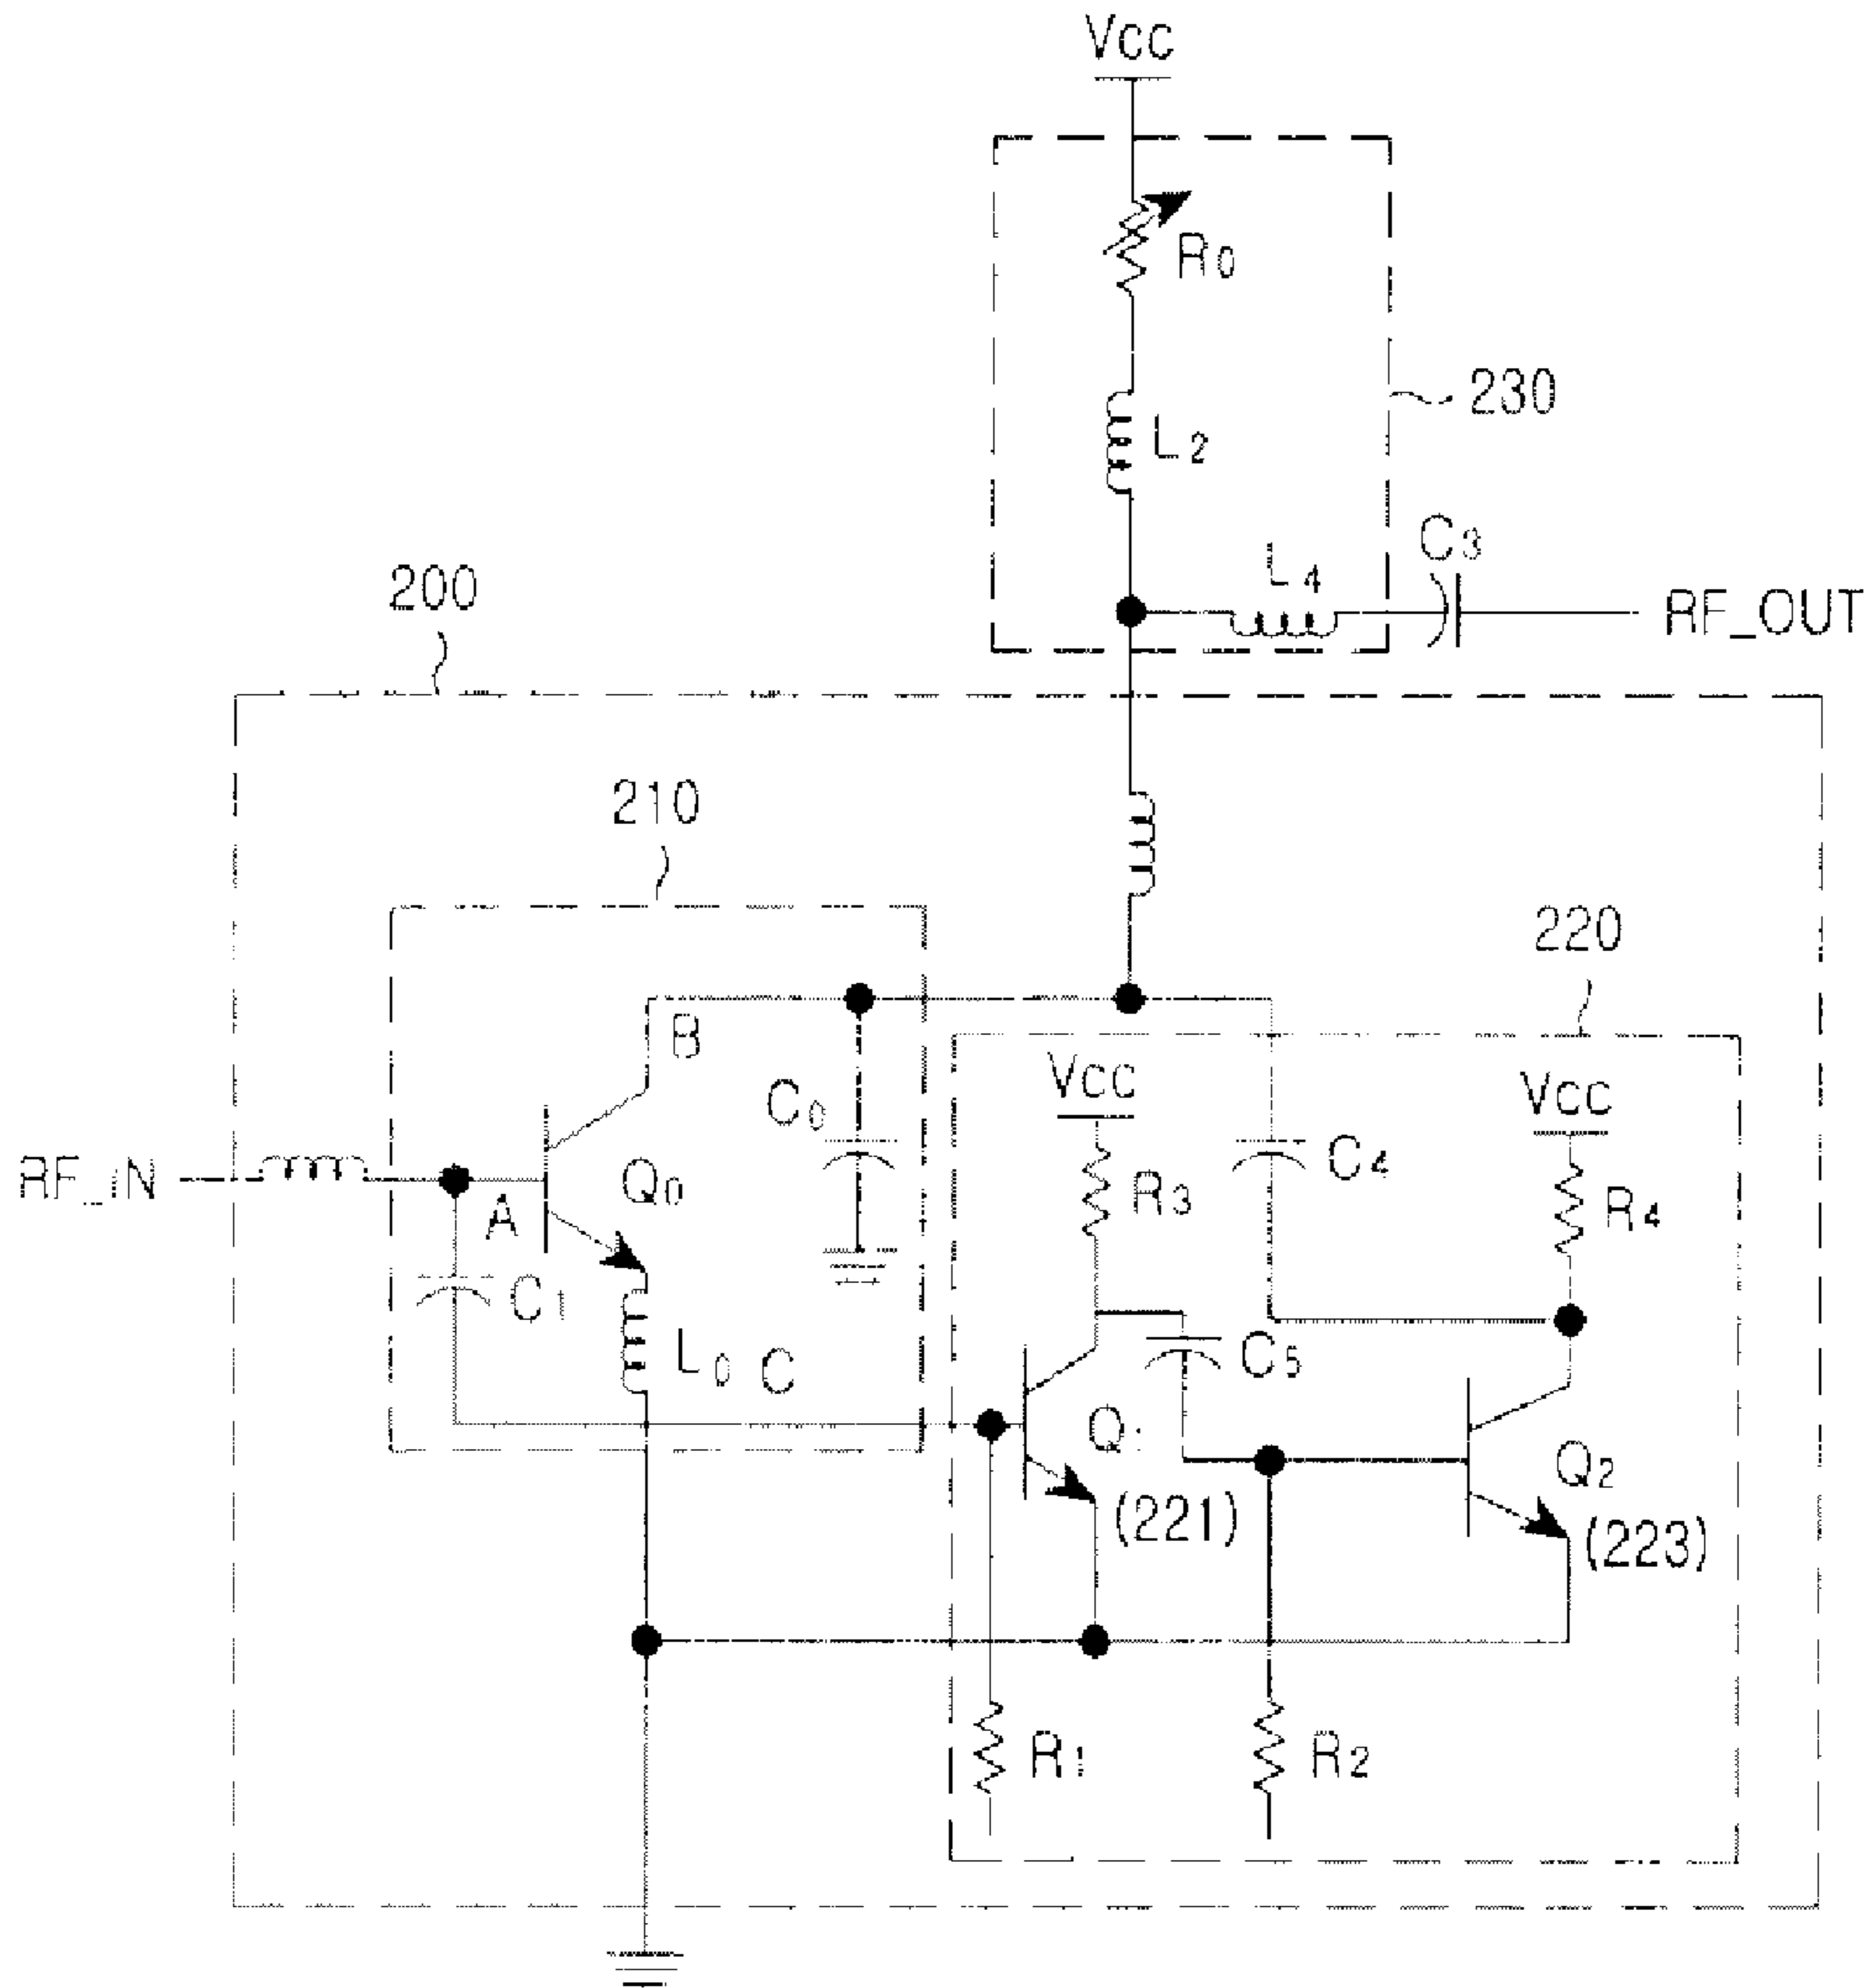 Vcc
R0
230
L2
C3
L4
RF_OUT
200
210
220
B
Vcc
Vcc
C0
C4
RF_IN
Q0
R3
R4
A
C1
L0
C
C5
Q1
Q2
(221)
(223)
R1
R2